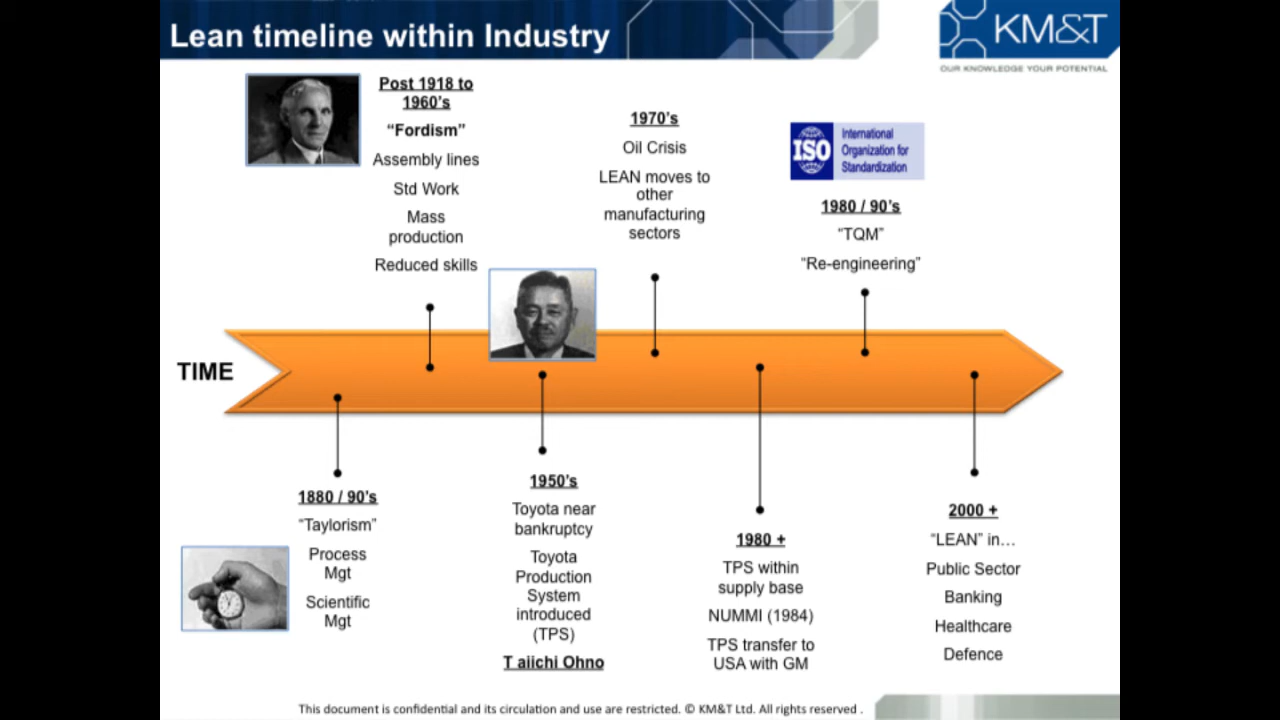 Lean timeline within Industry
KM&T
OUR KNOWLEDGE YOUR POTENTIAL
Post 1918 to
1960's
“Fordism”
Assembly lines
Std Work
Mass
production
Reduced skills
1970's
Oil Crisis
LEAN moves to
other
manufacturing
sectors
ISO
International
Organization for
Standardization
1980 / 90's
“TQM”
“Re-engineering”
TIME
1880 / 90's
“Taylorism”
Process
Mgt
Scientific
Mgt
1950's
Toyota near
bankruptcy
Toyota
Production
System
introduced
(TPS)
T aiichi Ohno
1980 +
TPS within
supply base
NUMMI (1984)
TPS transfer to
USA with GM
2000 +
“LEAN” in…
Public Sector
Banking
Healthcare
Defence
This document is confidential and its circulation and use are restricted. © KM&T Ltd. All rights reserved .